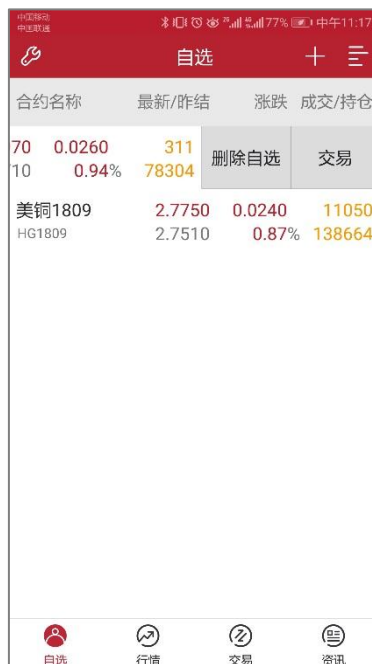 中国移动
中国联通
77% 中午11:17
自选
合约名称 最新/昨结 涨跌 成交/持仓
70 0.0260 311
/10 0.94% 78304
删除自选 交易
美铜1809 2.7750 0.0240 11050
HG1809 2.7510 0.87% 138664
自选 行情 交易 资讯